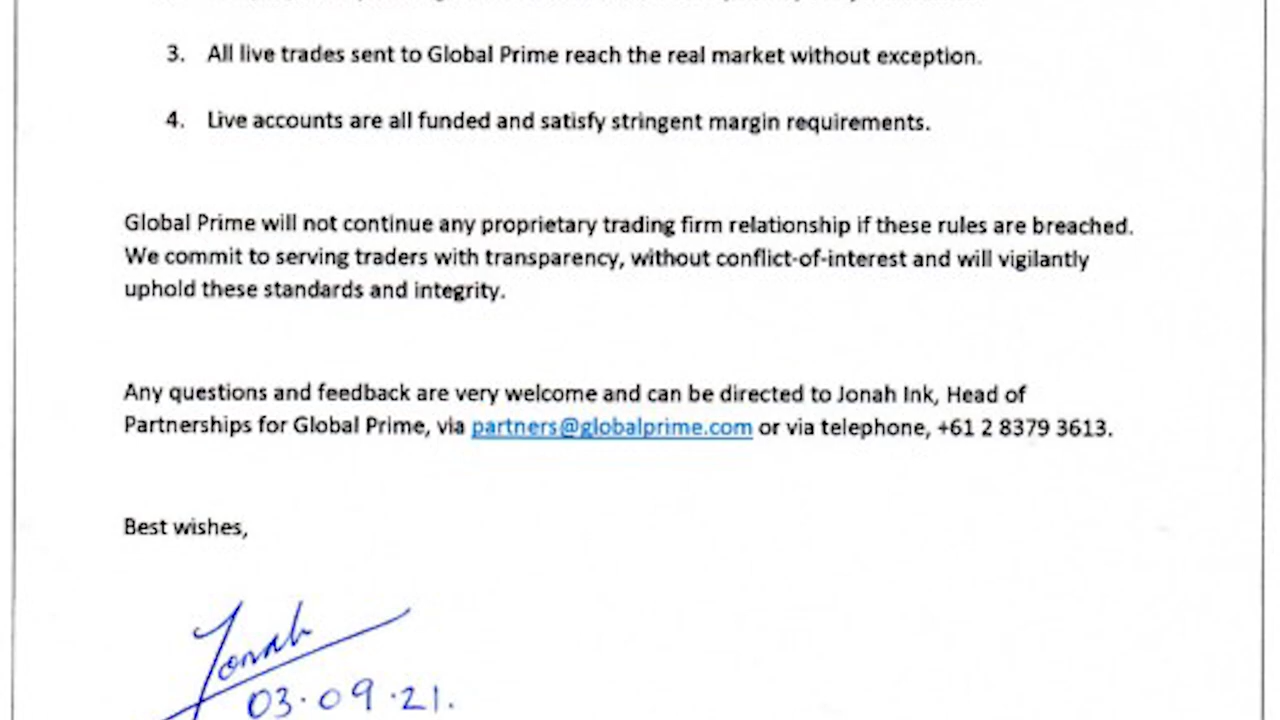 3. All live trades sent to Global Prime reach the real market without exception.
4. Live accounts are all funded and satisfy stringent margin requirements.
Global Prime will not continue any proprietary trading firm relationship if these rules are breached.
We commit to serving traders with transparency, without conflict-of-interest and will vigilantly
uphold these standards and integrity.
Any questions and feedback are very welcome and can be directed to Jonah Ink, Head of
Partnerships for Global Prime, via partners@globalprime.com or via telephone, +61 2 8379 3613.
Best wishes,
Jonah
03.09.21.